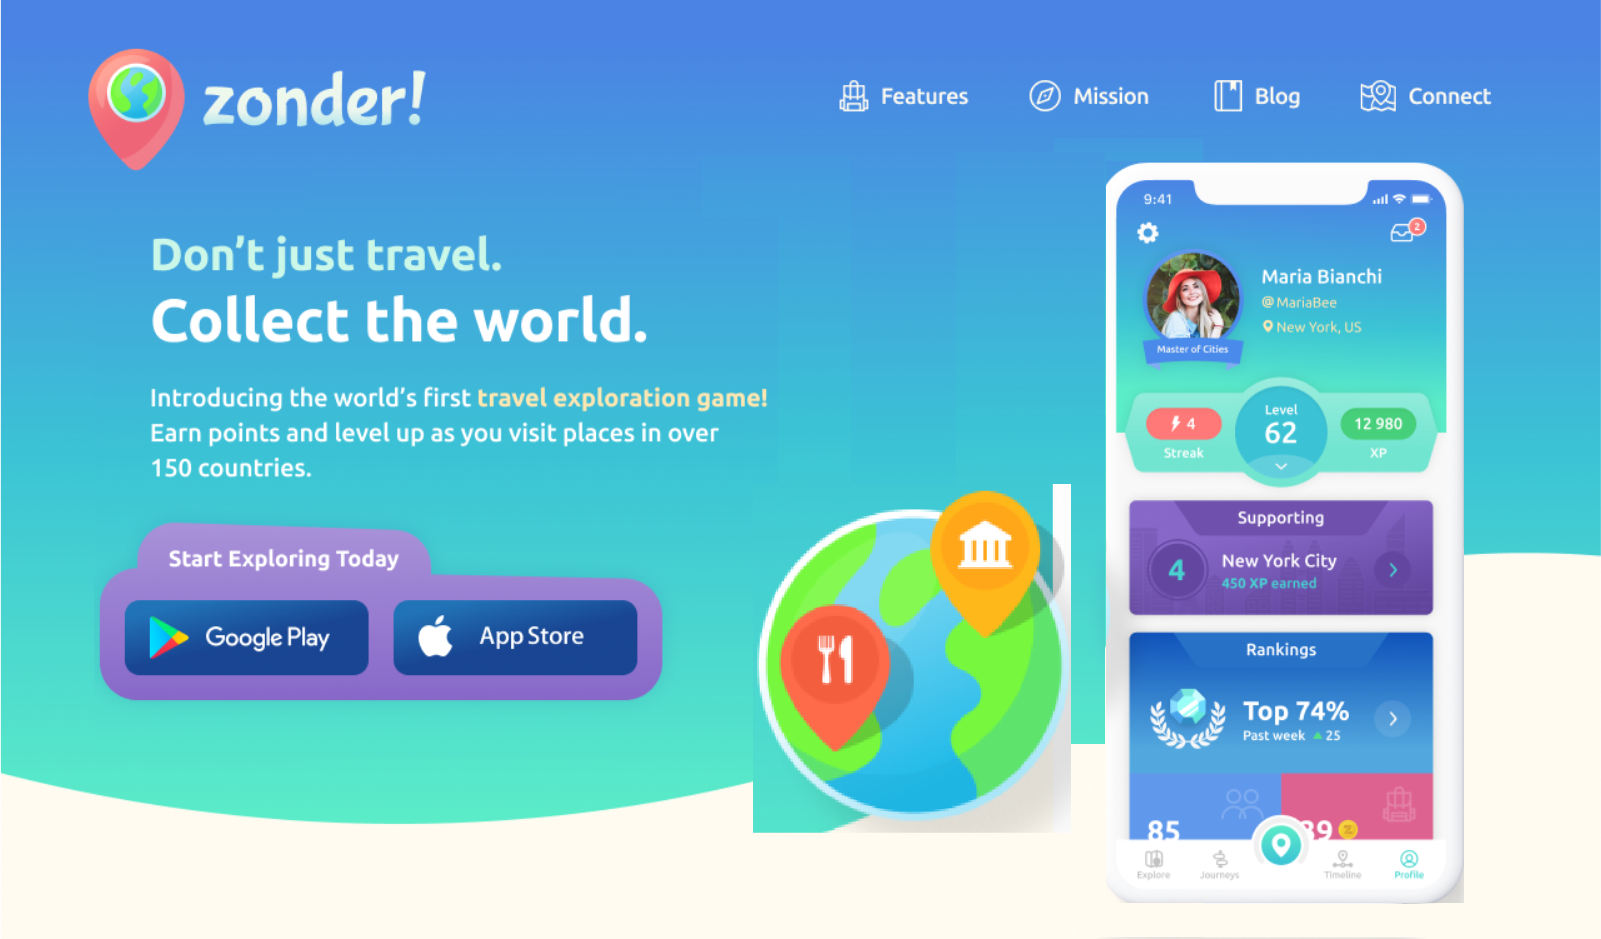 zonder!
Features
Mission
Blog
Connect
Don't just travel.
Collect the world.
Introducing the world's first travel exploration game!
Earn points and level up as you visit places in over
150 countries.
Start Exploring Today
Google Play
App Store
9:41
2
Maria Bianchi
@MariaBee
New York, US
Master of Cities
4
Streak
Level
62
12 980
XP
Supporting
4
New York City
450 XP earned
Rankings
Top 74%
Past week ▲ 25
85
39
Explore
Journeys
Timeline
Profile